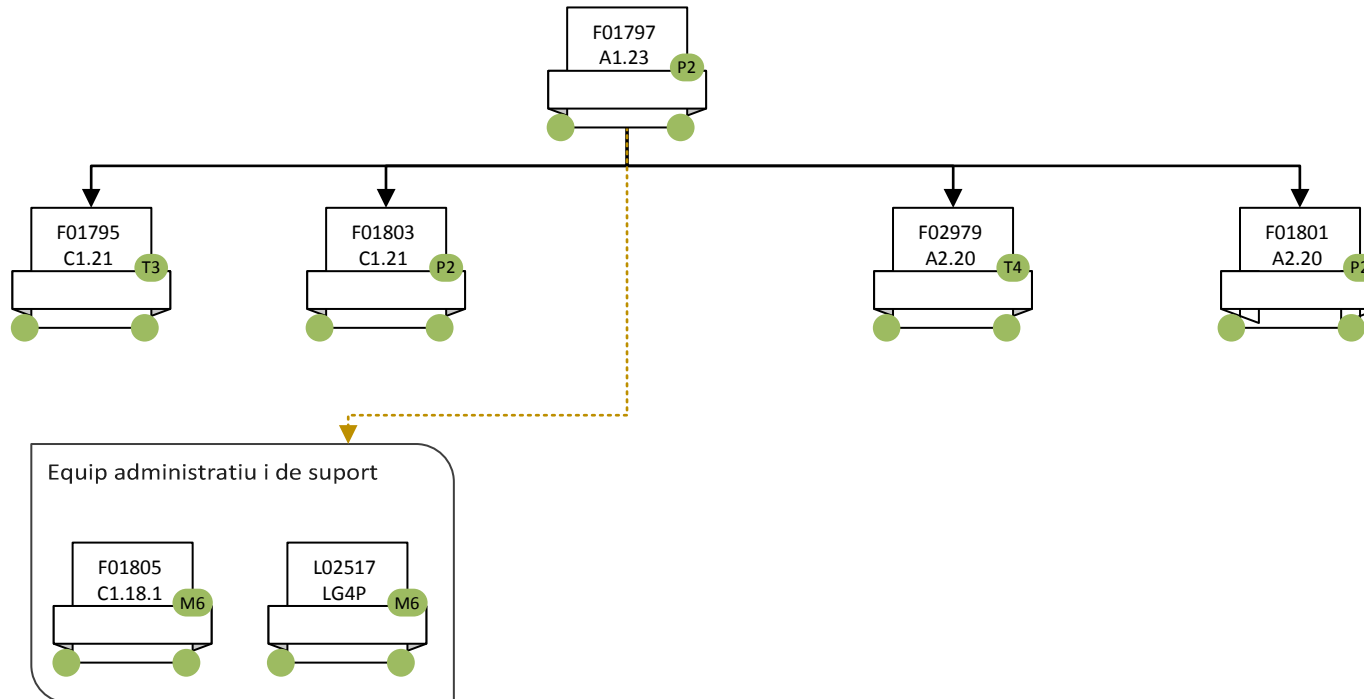 F01797
A1.23
P2
F01795
C1.21
T3
F01803
C1.21
P2
F02979
A2.20
T4
F01801
A2.20
P2
Equip administratiu i de suport
F01805
C1.18.1
M6
L02517
LG4P
M6